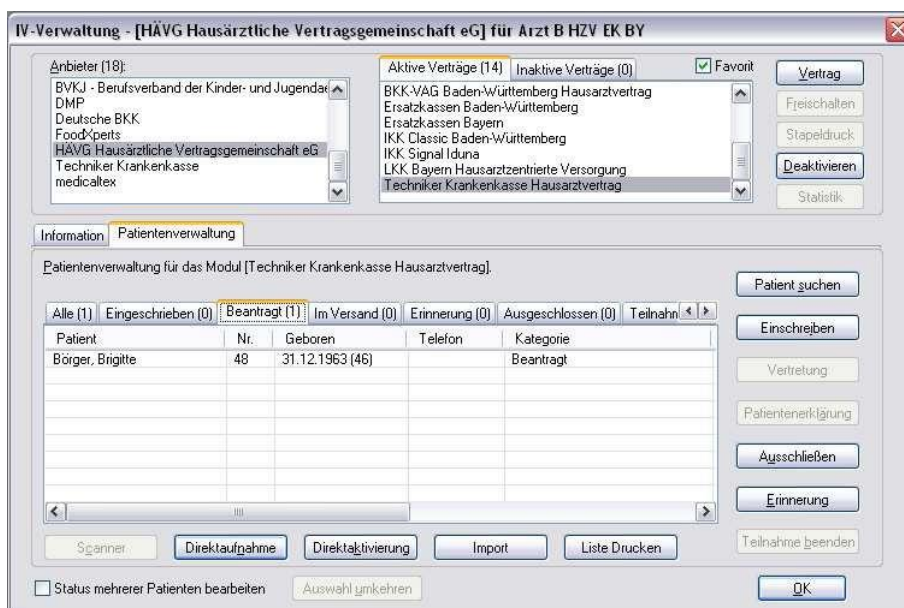 IV-Verwaltung - [HÄVG Hausärztliche Vertragsgemeinschaft eG] für Arzt B HZV EK BY
Anbieter (18):
BVKJ - Berufsverband der Kinder- und Jugendae
DMP
Deutsche BKK
FoodXperts
HÄVG Hausärztliche Vertragsgemeinschaft eG
Techniker Krankenkasse
medicaltex
Aktive Verträge (14) Inaktive Verträge (0) Favorit
BKK-VAG Baden-Württemberg Hausarztvertrag
Ersatzkassen Baden-Württemberg
Ersatzkassen Bayern
IKK Classic Baden-Württemberg
IKK Signal Iduna
LKK Bayern Hausarztzentrierte Versorgung
Techniker Krankenkasse Hausarztvertrag
Vertrag
Freischalten
Stapeldruck
Deaktivieren
Statistik
Information Patientenverwaltung
Patientenverwaltung für das Modul [Techniker Krankenkasse Hausarztvertrag].
Alle (1) Eingeschrieben (0) Beantragt (1) Im Versand (0) Erinnerung (0) Ausgeschlossen (0) Teilnahn
Patient Nr. Geboren Telefon Kategorie
Börger, Brigitte 48 31.12.1963 (46) Beantragt
Patient suchen
Einschreiben
Vertretung
Patientenerklärung
Ausschließen
Erinnerung
Teilnahme beenden
Scanner Direktaufnahme Direktaktivierung Import Liste Drucken
Status mehrerer Patienten bearbeiten Auswahl umkehren OK